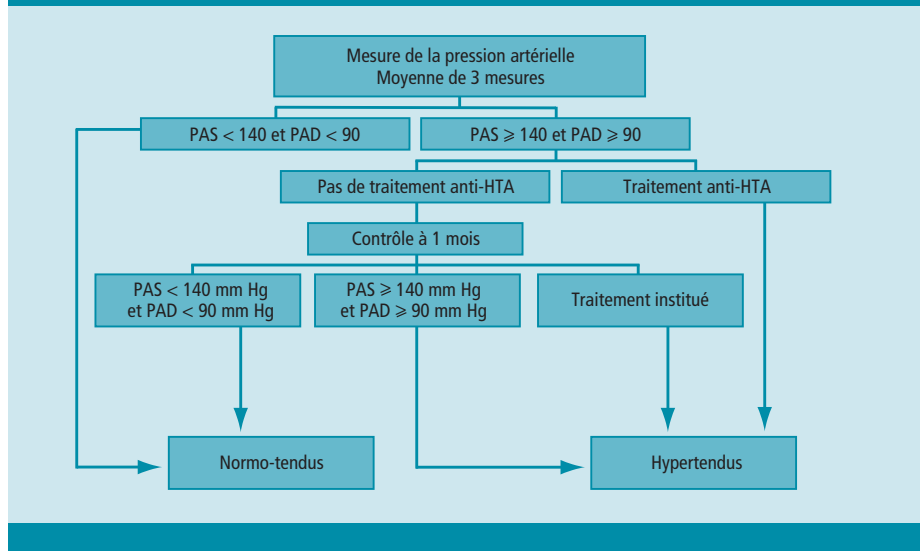 Mesure de la pression artérielle
Moyenne de 3 mesures
PAS < 140 et PAD < 90
PAS ⩾ 140 et PAD ⩾ 90
Pas de traitement anti-HTA
Traitement anti-HTA
Contrôle à 1 mois
PAS < 140 mm Hg
et PAD < 90 mm Hg
PAS ⩾ 140 mm Hg
et PAD ⩾ 90 mm Hg
Traitement institué
Normo-tendus
Hypertendus